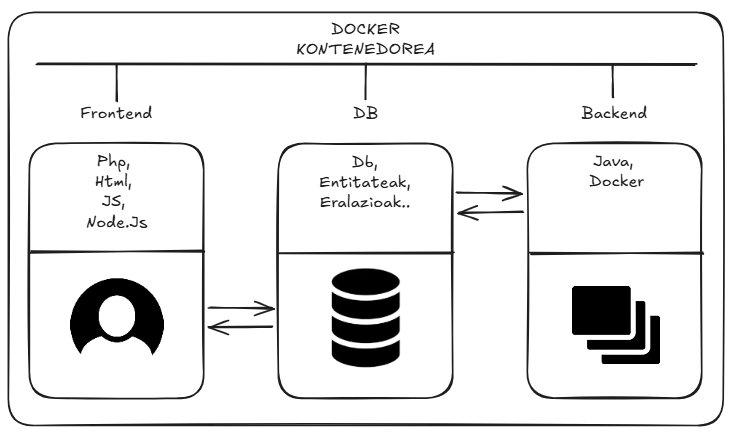 DOCKER
KONTENEDOREA
Frontend
DB
Backend
Php,
Html,
JS,
Node.Js
Db,
Entitateak,
Eralazioak..
Java,
Docker